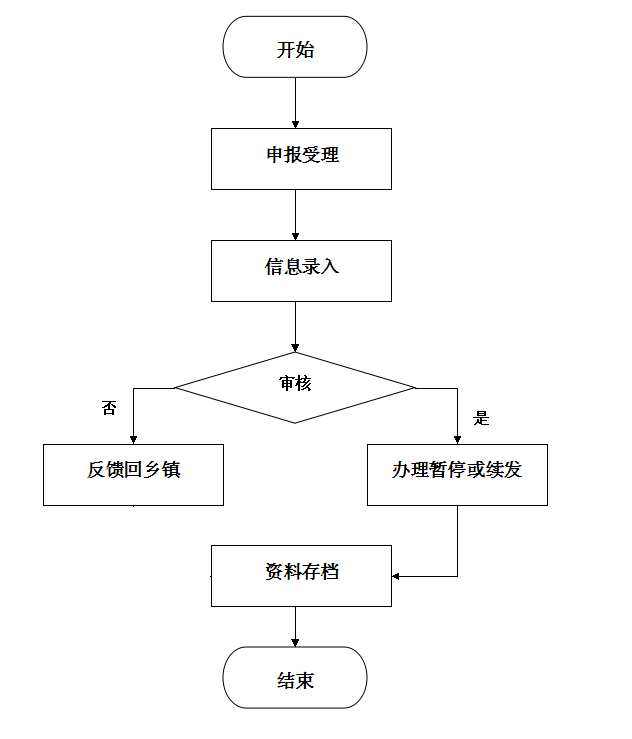 开始
申报受理
信息录入
审核
否
是
反馈回乡镇
办理暂停或续发
资料存档
结束